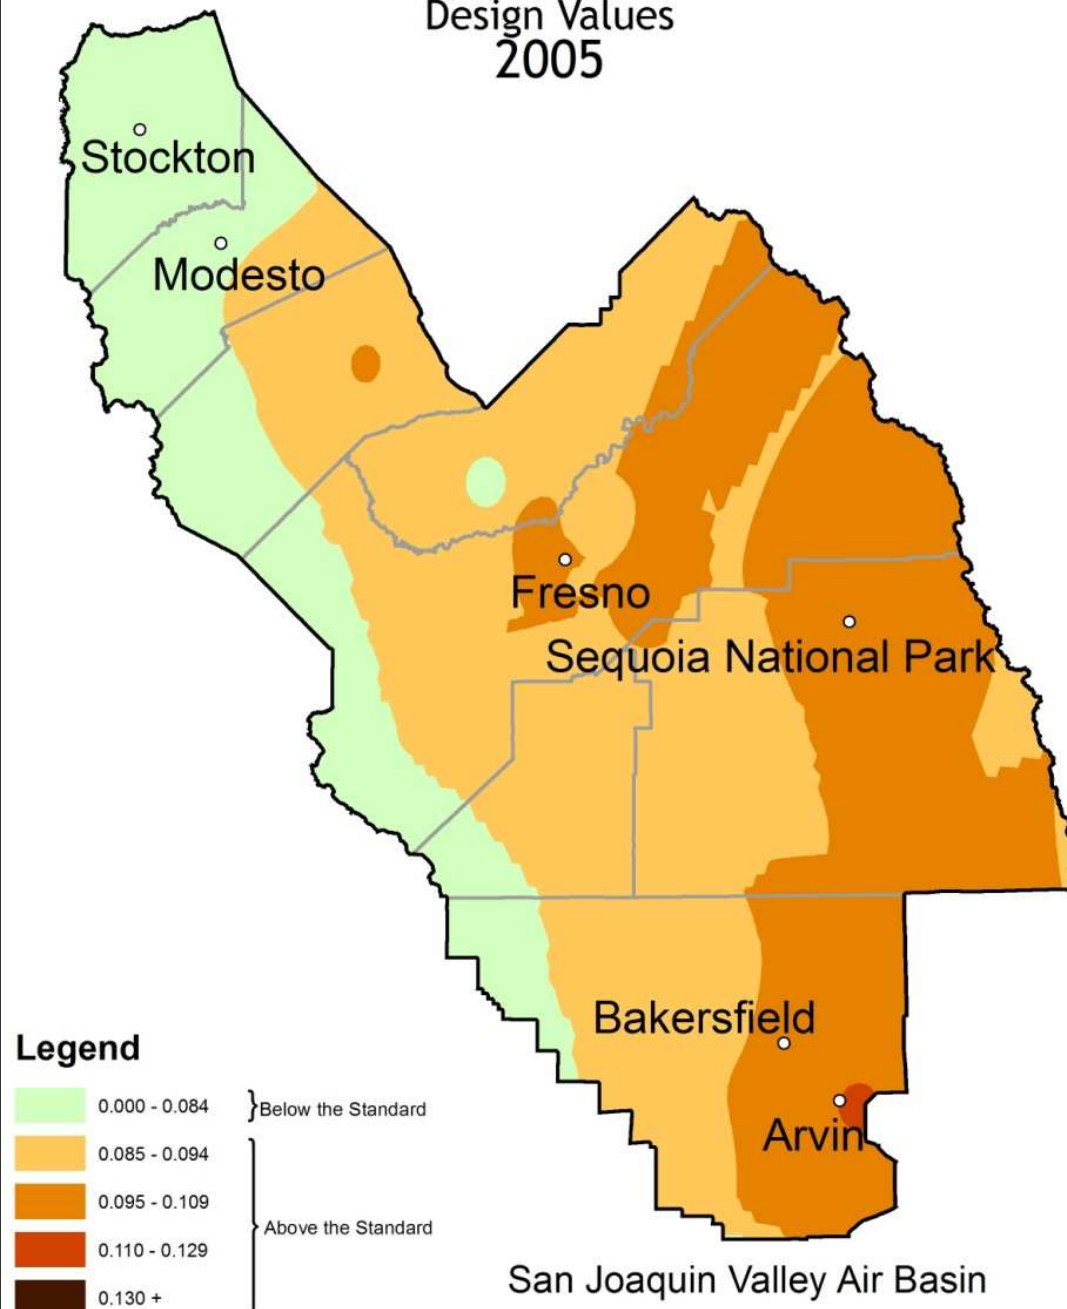 Design Values
2005
Stockton
Modesto
Fresno
Sequoia National Park
Bakersfield
Arvin
Legend
0.000 - 0.084
Below the Standard
0.085 - 0.094
0.095 - 0.109
Above the Standard
0.110 - 0.129
0.130 +
San Joaquin Valley Air Basin